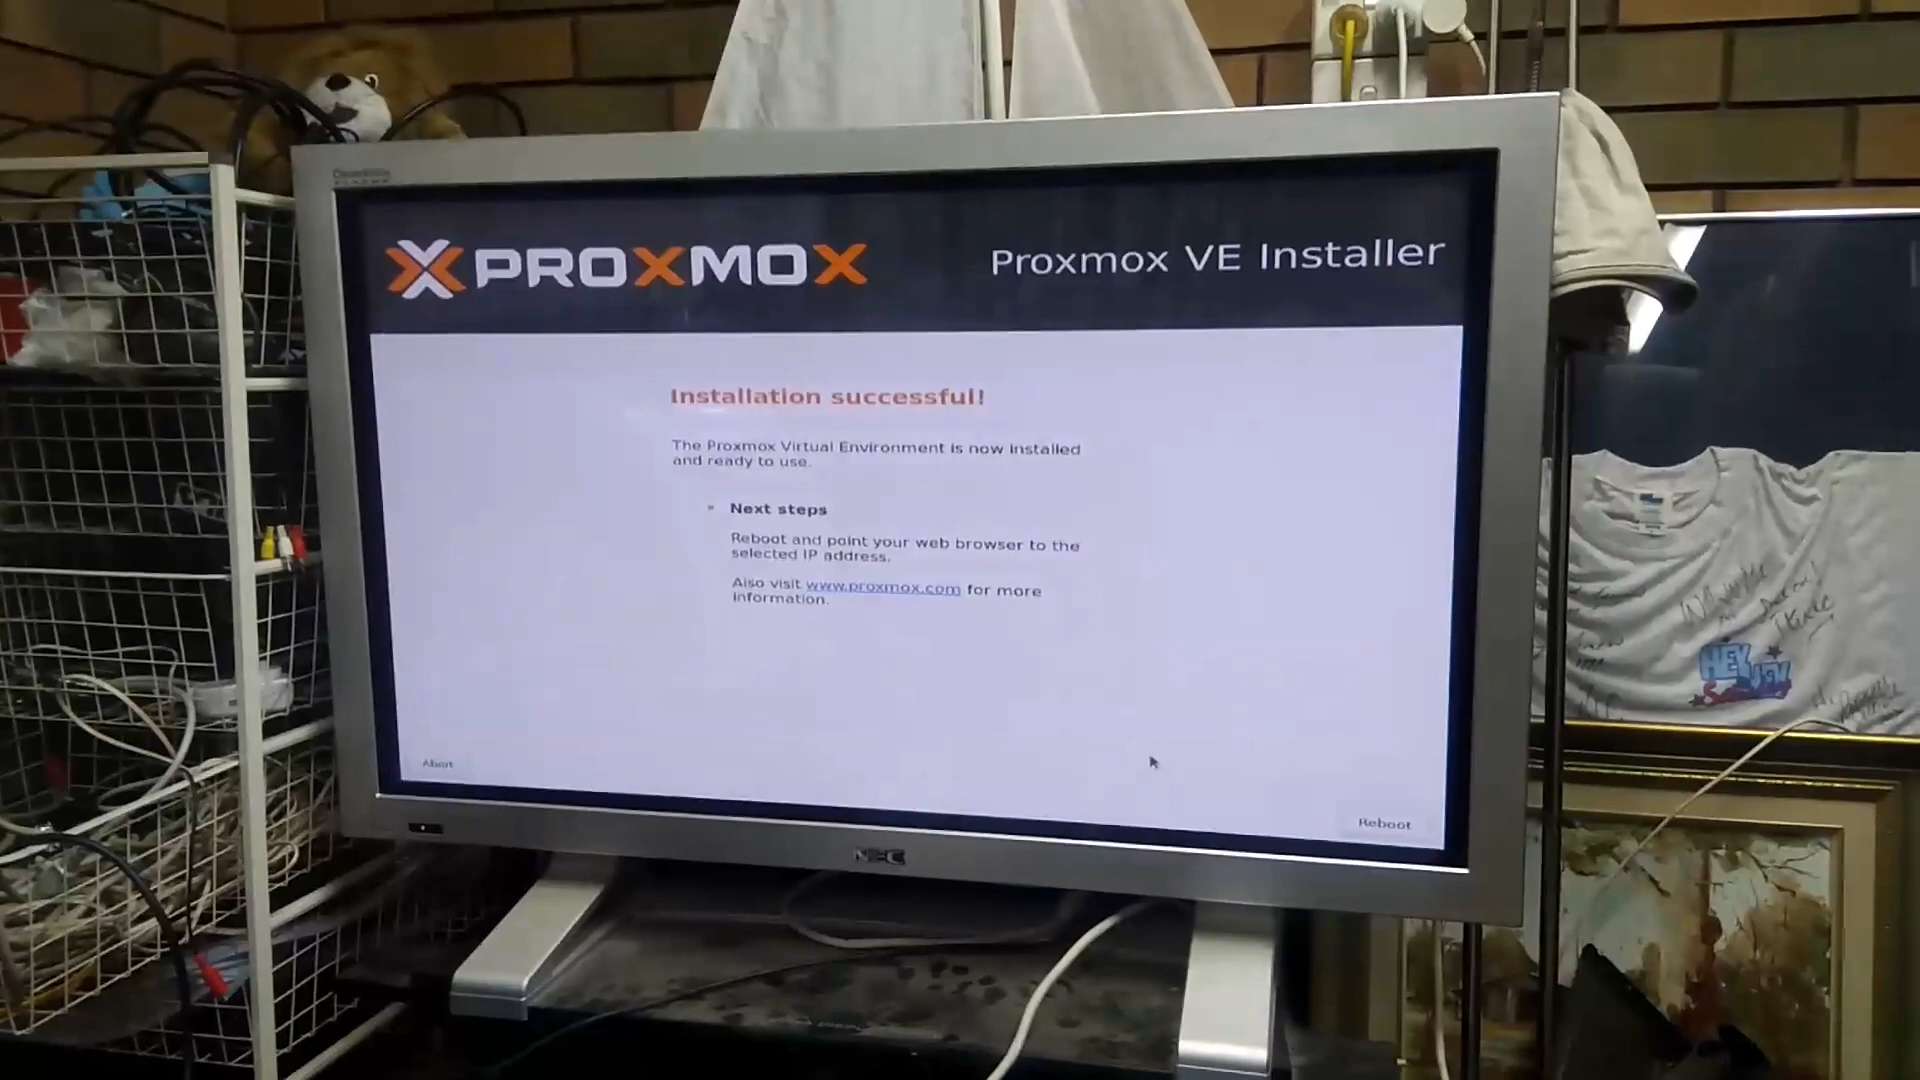 PROXMOX
Proxmox VE Installer
Installation successful!
The Proxmox Virtual Environment is now installed
and ready to use.
Next steps
Reboot and point your web browser to the
selected IP address.
Also visit www.proxmox.com for more
information.
Abort
Reboot
NEC
HEY